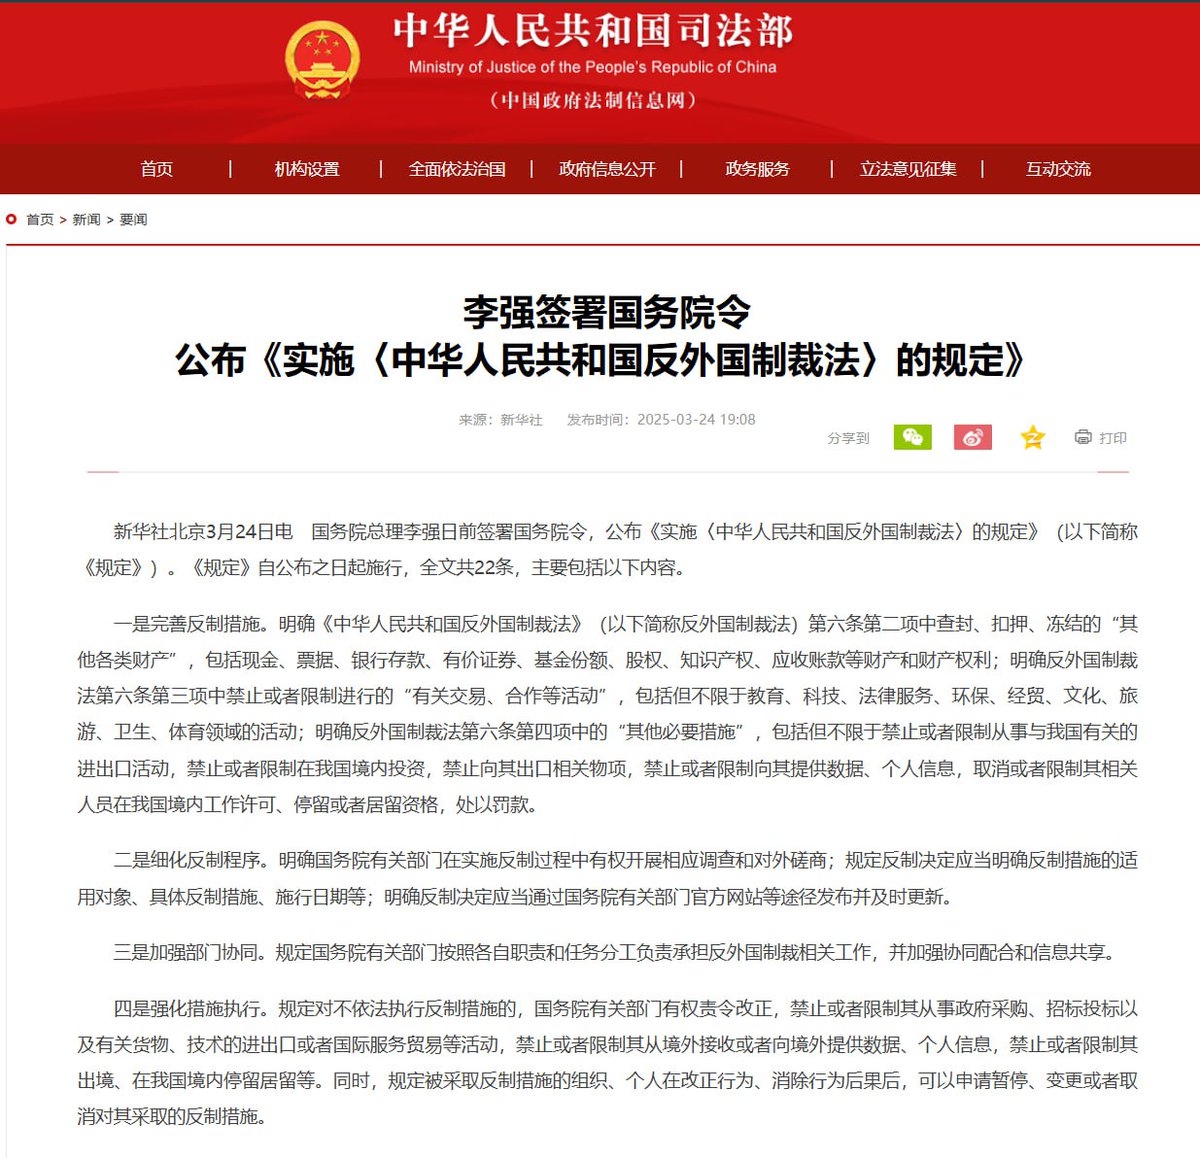 中华人民共和国司法部
Ministry of Justice of the People's Republic of China
（中国政府法制信息网）
首页 | 机构设置 | 全面依法治国 | 政府信息公开 | 政务服务 | 立法意见征集 | 互动交流
首页 > 新闻 > 要闻
李强签署国务院令
公布《实施〈中华人民共和国反外国制裁法〉的规定》
来源：新华社 发布时间：2025-03-24 19:08
分享到 打印
新华社北京3月24日电　国务院总理李强日前签署国务院令，公布《实施〈中华人民共和国反外国制裁法〉的规定》（以下简称
《规定》）。《规定》自公布之日起施行，全文共22条，主要包括以下内容。
一是完善反制措施。明确《中华人民共和国反外国制裁法》（以下简称反外国制裁法）第六条第二项中查封、扣押、冻结的“其
他各类财产”，包括现金、票据、银行存款、有价证券、基金份额、股权、知识产权、应收账款等财产和财产权利；明确反外国制裁
法第六条第三项中禁止或者限制进行的“有关交易、合作等活动”，包括但不限于教育、科技、法律服务、环保、经贸、文化、旅
游、卫生、体育领域的活动；明确反外国制裁法第六条第四项中的“其他必要措施”，包括但不限于禁止或者限制从事与我国有关的
进出口活动，禁止或者限制在我国境内投资，禁止向其出口相关物项，禁止或者限制向其提供数据、个人信息，取消或者限制其相关
人员在我国境内工作许可、停留或者居留资格，处以罚款。
二是细化反制程序。明确国务院有关部门在实施反制过程中有权开展相应调查和对外磋商；规定反制决定应当明确反制措施的适
用对象、具体反制措施、施行日期等；明确反制决定应当通过国务院有关部门官方网站等途径发布并及时更新。
三是加强部门协同。规定国务院有关部门按照各自职责和任务分工负责承担反外国制裁相关工作，并加强协同配合和信息共享。
四是强化措施执行。规定对不依法执行反制措施的，国务院有关部门有权责令改正，禁止或者限制其从事政府采购、招标投标以
及有关货物、技术的进出口或者国际服务贸易等活动，禁止或者限制其从境外接收或者向境外提供数据、个人信息，禁止或者限制其
出境、在我国境内停留居留等。同时，规定被采取反制措施的组织、个人在改正行为、消除行为后果后，可以申请暂停、变更或者取
消对其采取的反制措施。